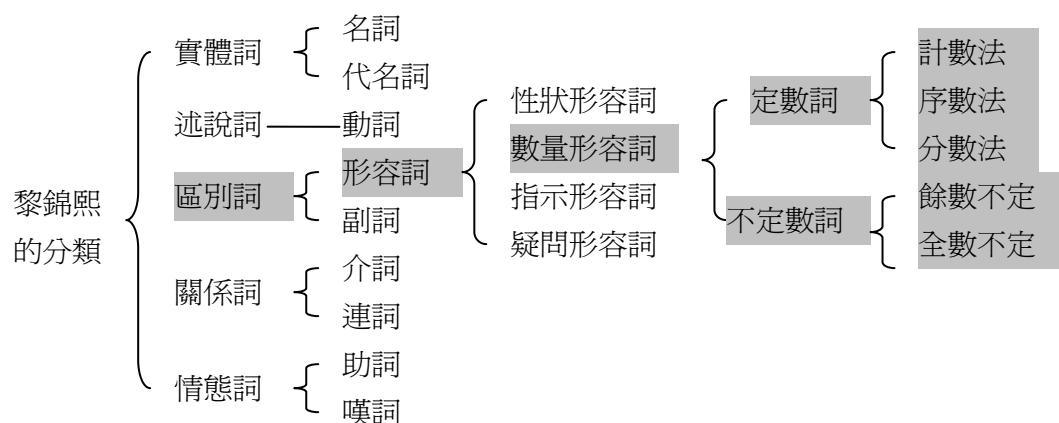 黎錦熙
的分類
實體詞
名詞
代名詞
述說詞
動詞
區別詞
形容詞
副詞
關係詞
介詞
連詞
情態詞
助詞
嘆詞
性狀形容詞
數量形容詞
指示形容詞
疑問形容詞
定數詞
不定數詞
計數法
序數法
分數法
餘數不定
全數不定